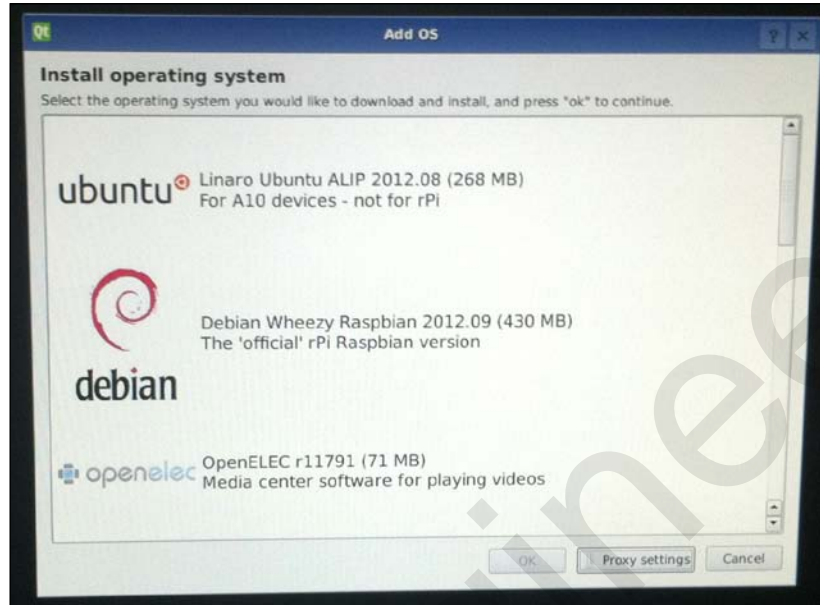 Qt
Add OS
? ×
Install operating system
Select the operating system you would like to download and install, and press "ok" to continue.
ubuntu
Linaro Ubuntu ALIP 2012.08 (268 MB)
For A10 devices - not for rPi
debian
Debian Wheezy Raspbian 2012.09 (430 MB)
The 'official' rPi Raspbian version
openelec
OpenELEC r11791 (71 MB)
Media center software for playing videos
OK
Proxy settings
Cancel